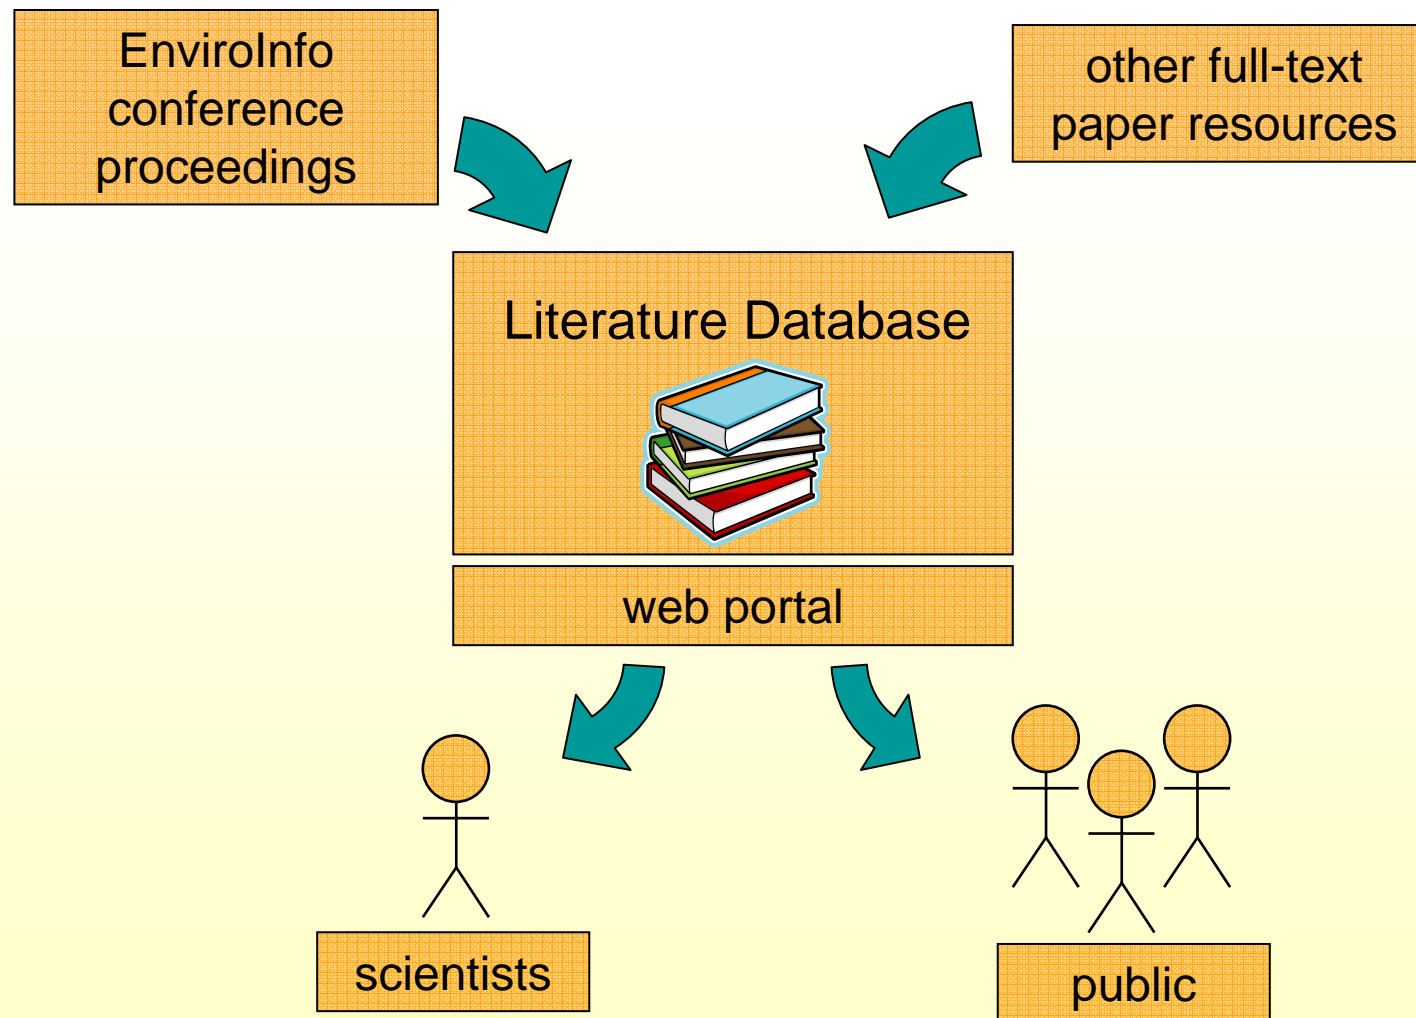 EnviroInfo
conference
proceedings
other full-text
paper resources
Literature Database
web portal
scientists
public